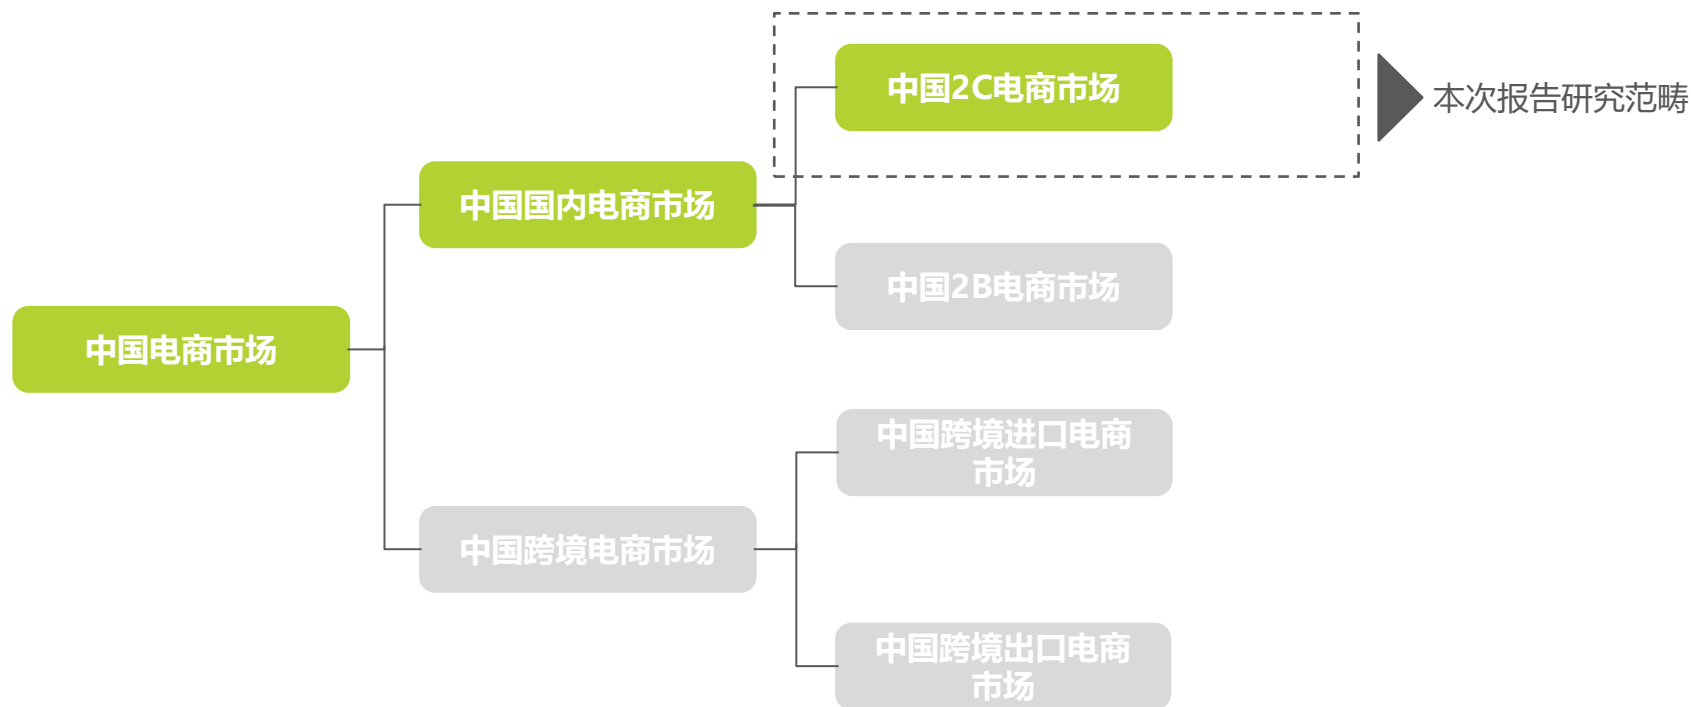 中国2C电商市场
本次报告研究范畴
中国国内电商市场
中国2B电商市场
中国电商市场
中国跨境进口电商
市场
中国跨境电商市场
中国跨境出口电商
市场